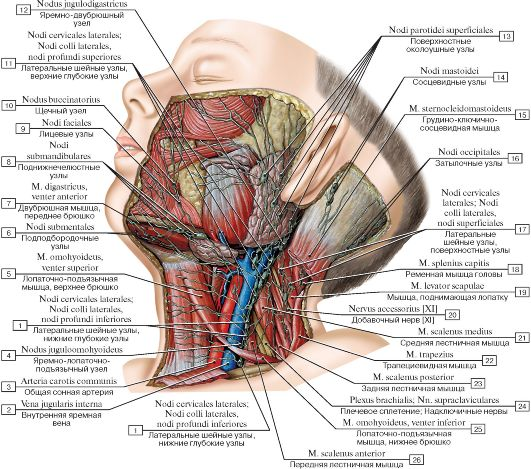 12
Nodus jugulodigastricus
Яремно-двубрюшный
узел
Nodi cervicales laterales;
Nodi colli laterales,
nodi profundi superiores
11
Латеральные шейные узлы,
верхние глубокие узлы
10
Nodus buccinatorius
Щечный узел
9
Nodi faciales
Лицевые узлы
Nodi
submandibulares
8
Поднижнечелюстные
узлы
M. digastricus,
venter anterior
7
Двубрюшная мышца,
переднее брюшко
6
Nodi submentales
Подподбородочные
узлы
M. omohyoideus,
venter superior
5
Лопаточно-подъязычная
мышца, верхнее брюшко
Nodi cervicales laterales;
Nodi colli laterales,
nodi profundi inferiores
1
Латеральные шейные узлы,
нижние глубокие узлы
4
Nodus juguloomohyoideus
Яремно-лопаточно-
подъязычный узел
3
Arteria carotis communis
Общая сонная артерия
2
Vena jugularis interna
Внутренняя яремная
вена
Nodi cervicales laterales;
Nodi colli laterales,
nodi profundi inferiores
1
Латеральные шейные узлы,
нижние глубокие узлы
Nodi parotidei superficiales
13
Поверхностные
околоушные узлы
Nodi mastoidei
14
Сосцевидные узлы
M. sternocleidomastoideus
15
Грудино-ключично-
сосцевидная мышца
Nodi occipitales
16
Затылочные узлы
Nodi cervicales
laterales; Nodi
colli laterales,
nodi superficiales
17
Латеральные
шейные узлы,
поверхностные узлы
M. splenius capitis
18
Ременная мышца головы
M. levator scapulae
19
Мышца, поднимающая лопатку
Nervus accessorius [XI]
20
Добавочный нерв [XI]
M. scalenus medius
21
Средняя лестничная мышца
M. trapezius
22
Трапециевидная мышца
M. scalenus posterior
23
Задняя лестничная мышца
Plexus brachialis; Nn. supraclaviculares
24
Плечевое сплетение; Надключичные нервы
M. omohyoideus, venter inferior
25
Лопаточно-подъязычная
мышца, нижнее брюшко
M. scalenus anterior
26
Передняя лестничная мышца